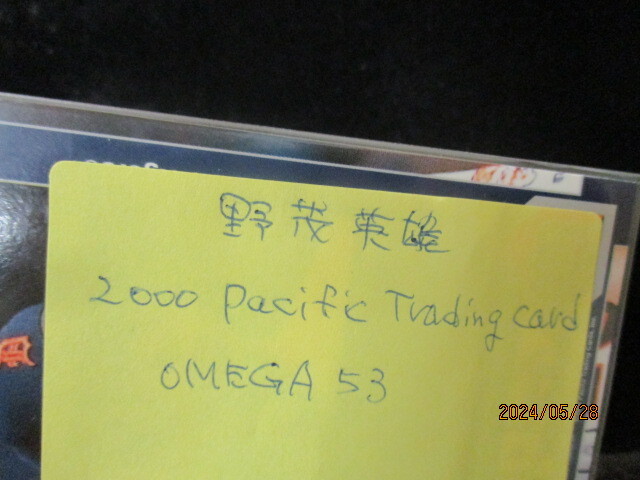 野茂英雄
2000 Pacific Trading card
OMEGA 53
2024/05/28